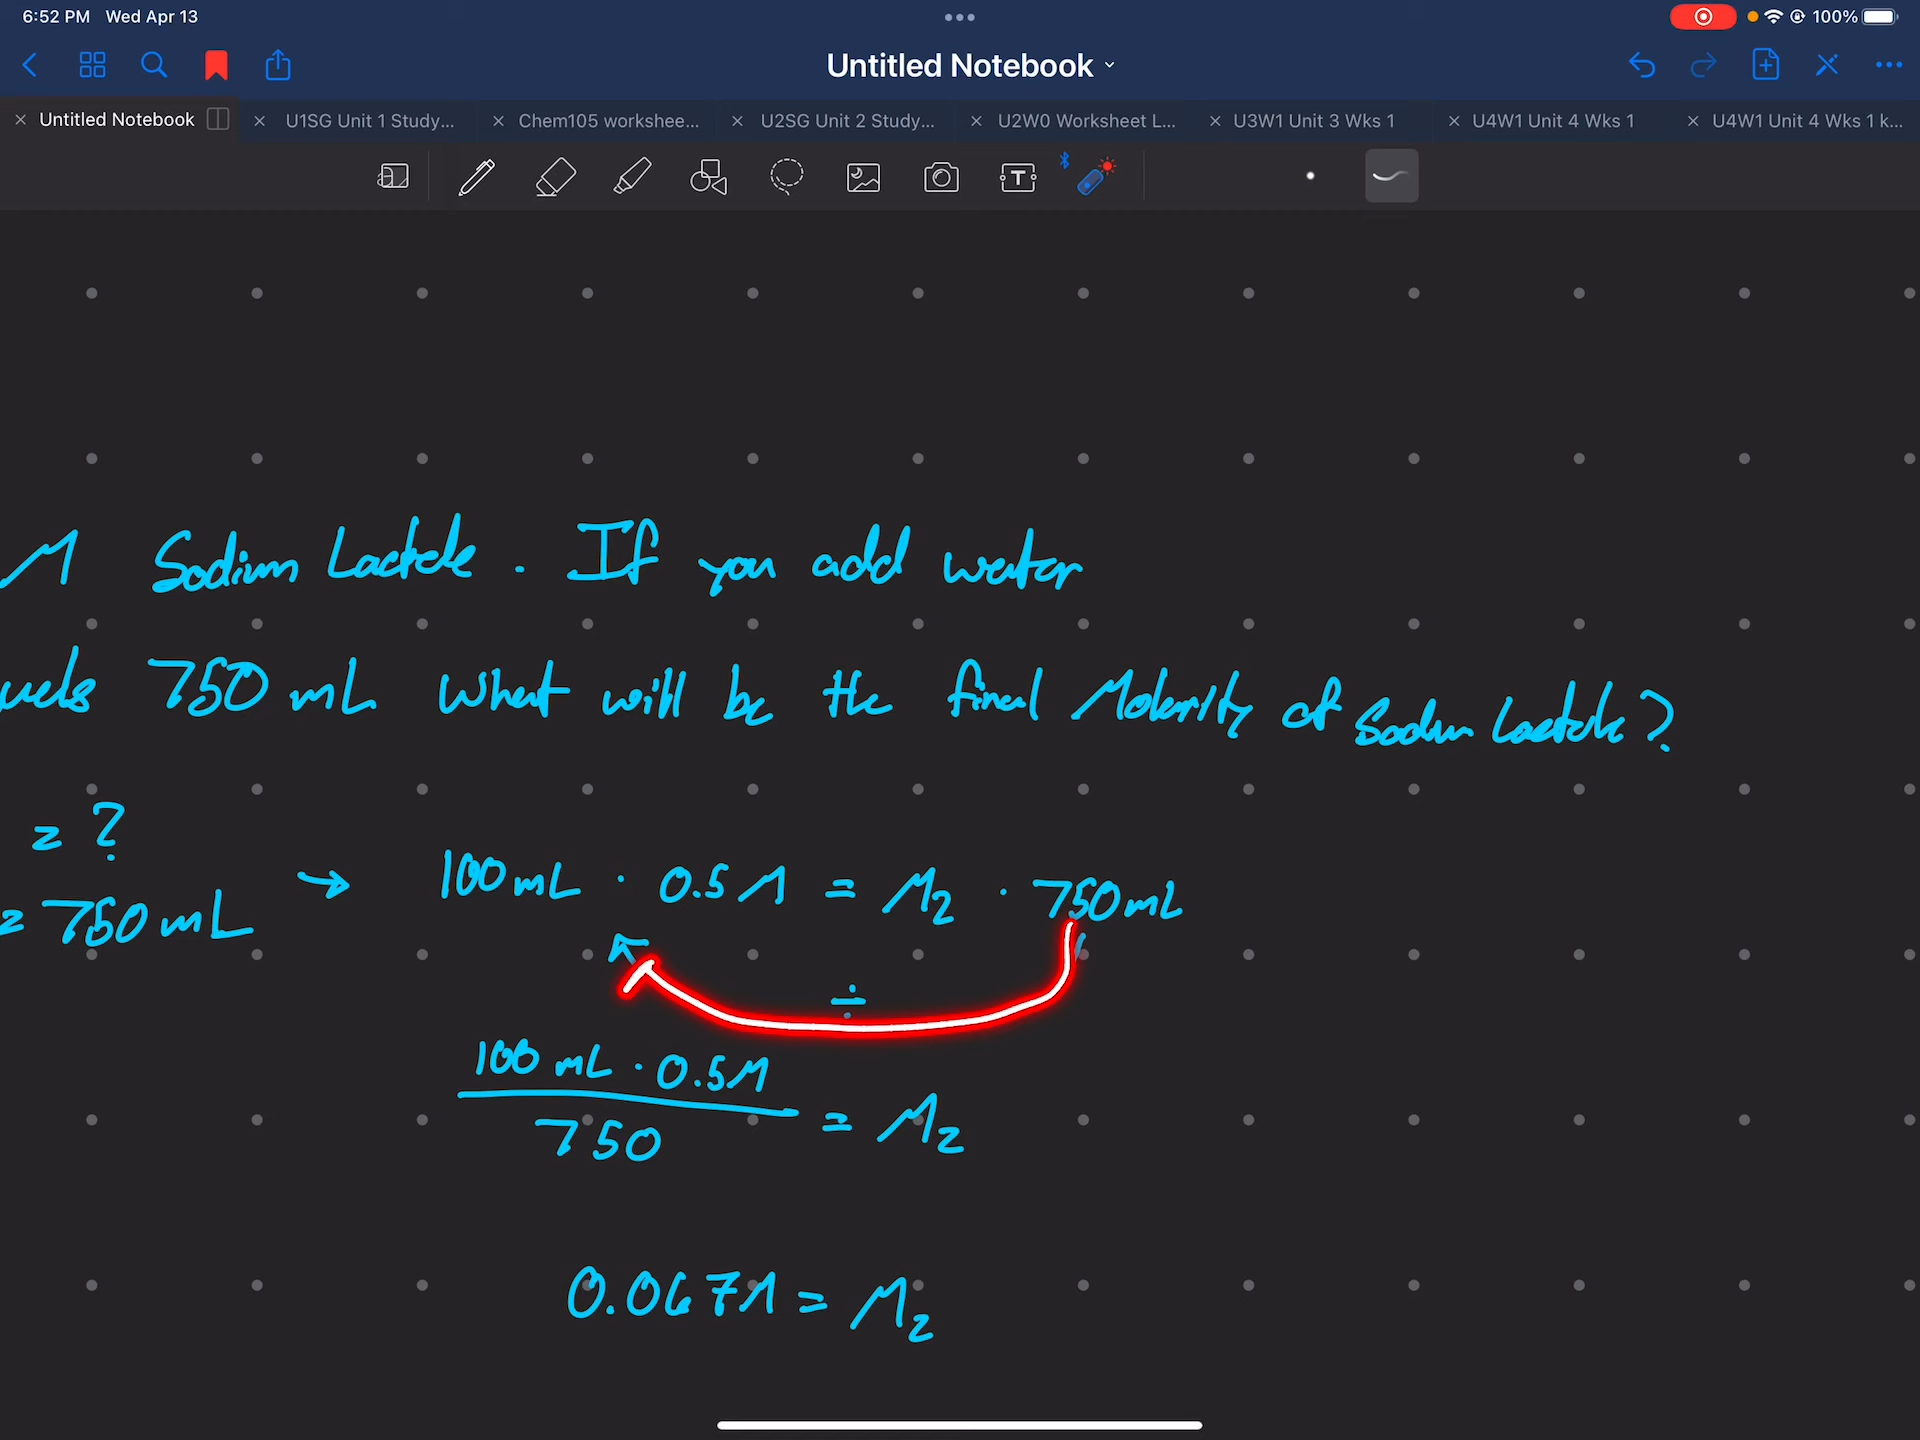 6:52 PM Wed Apr 13
100%
Untitled Notebook
Untitled Notebook
U1SG Unit 1 Study...
Chem105 workshee...
U2SG Unit 2 Study...
U2W0 Worksheet L...
U3W1 Unit 3 Wks 1
U4W1 Unit 4 Wks 1
U4W1 Unit 4 Wks 1 k...
M Sodium Lactate. If you add water
750 mL what will be the final Molarity of Sodium Lactate?
= ?
= 750 mL → 100 mL · 0.5 M = M₂ · 750 mL
÷
100 mL · 0.5M
750
= M₂
0.067M = M₂